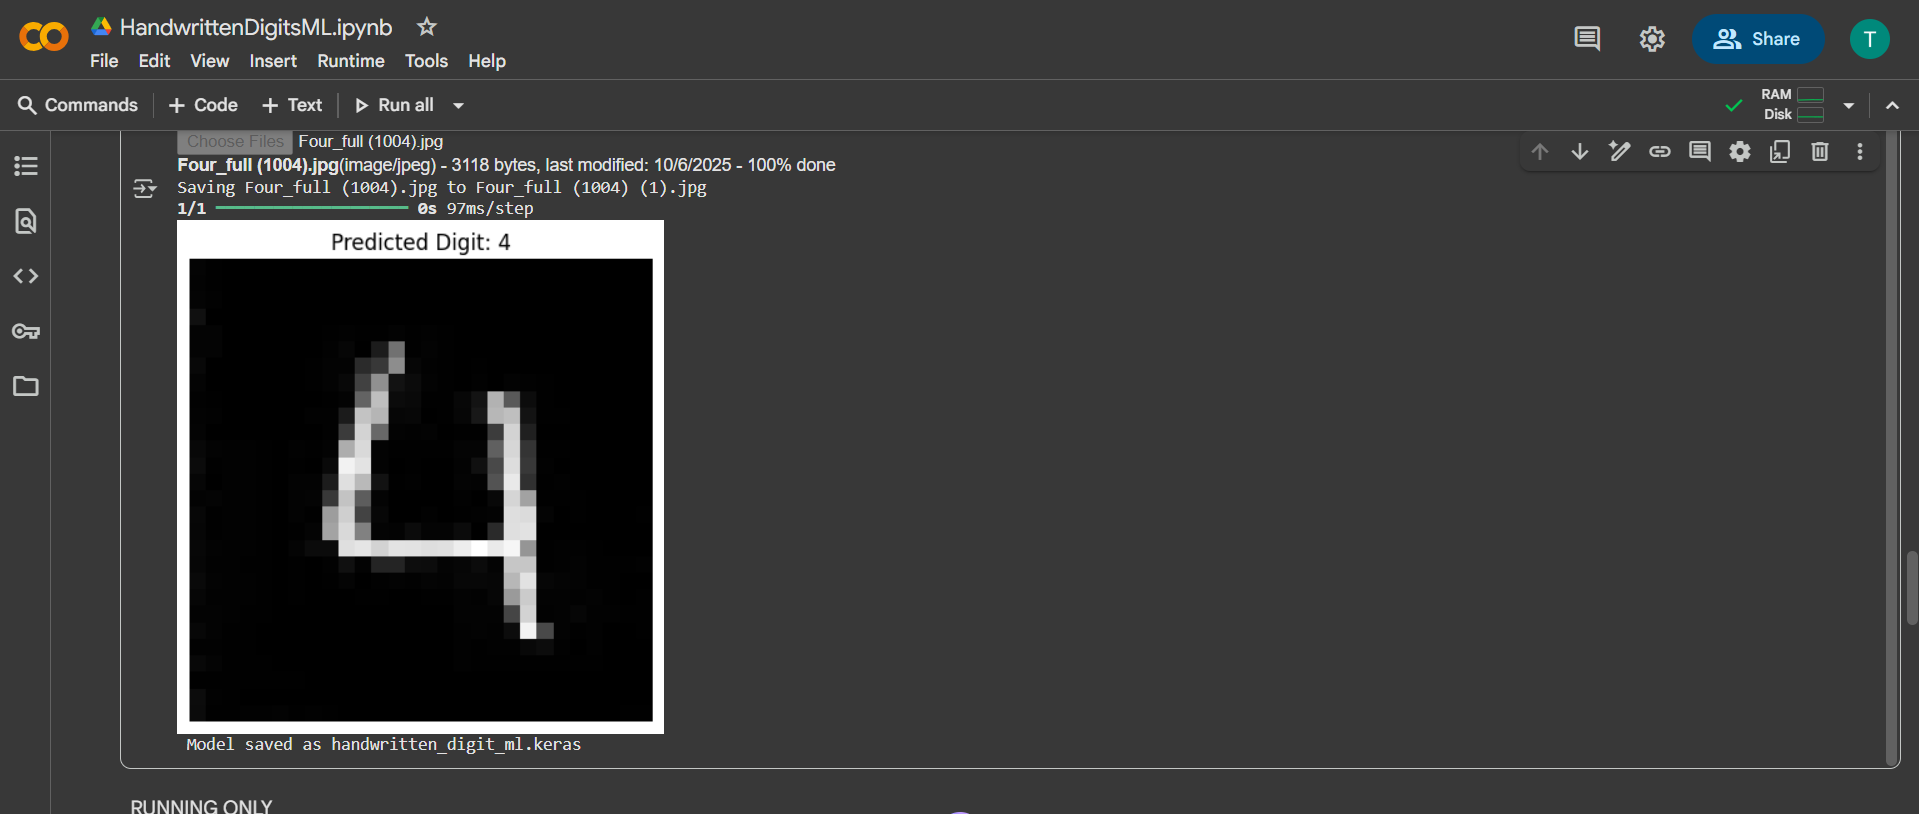 HandwrittenDigitsML.ipynb
File Edit View Insert Runtime Tools Help
Share
T
Commands + Code + Text Run all
RAM
Disk
Choose Files Four_full (1004).jpg
Four_full (1004).jpg(image/jpeg) - 3118 bytes, last modified: 10/6/2025 - 100% done
Saving Four_full (1004).jpg to Four_full (1004) (1).jpg
1/1 0s 97ms/step
Predicted Digit: 4
4
Model saved as handwritten_digit_ml.keras
RUNNING ONLY